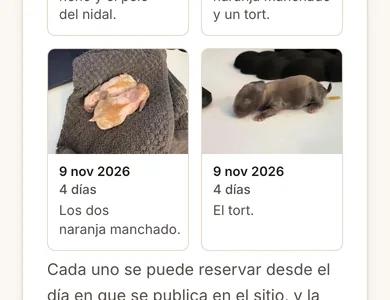 del nidal.
y un tort.
9 nov 2026
4 días
Los dos
naranja manchado.
9 nov 2026
4 días
El tort.
Cada uno se puede reservar desde el
día en que se publica en el sitio, y la